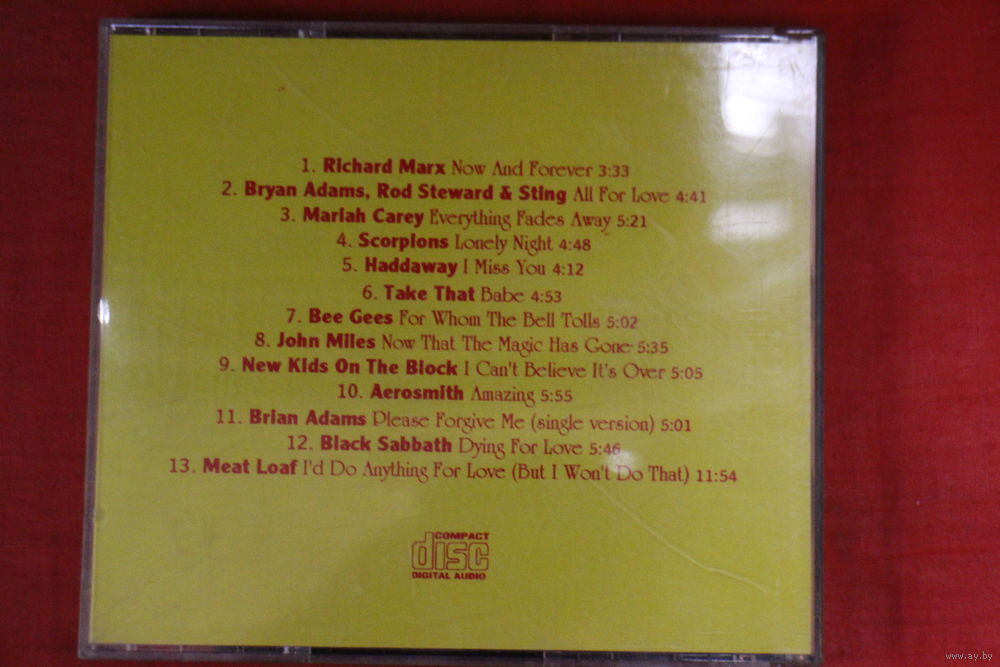 1. Richard Marx Now And Forever 3:33
2. Bryan Adams, Rod Steward & Sting All For Love 4:41
3. Mariah Carey Everything Fades Away 5:21
4. Scorpions Lonely Night 4:48
5. Haddaway I Miss You 4:12
6. Take That Babe 4:53
7. Bee Gees For Whom The Bell Tolls 5:02
8. John Miles Now That The Magic Has Gone 5:35
9. New Kids On The Block I Can't Believe It's Over 5:05
10. Aerosmith Amazing 5:55
11. Brian Adams Please Forgive Me (single version) 5:01
12. Black Sabbath Dying For Love 5:46
13. Meat Loaf I'd Do Anything For Love (But I Won't Do That) 11:54
COMPACT
disc
DIGITAL AUDIO
www.ay.by